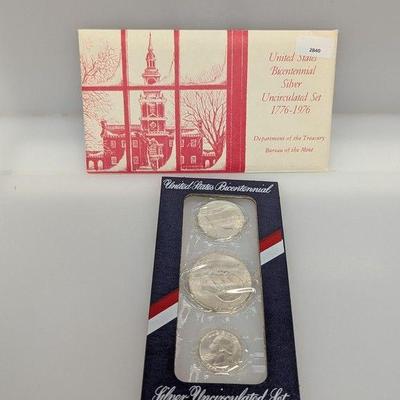 2840
United States
Bicentennial
Silver
Uncirculated Set
1776-1976
Department of the Treasury
Bureau of the Mint
United States Bicentennial
Silver Uncirculated Set